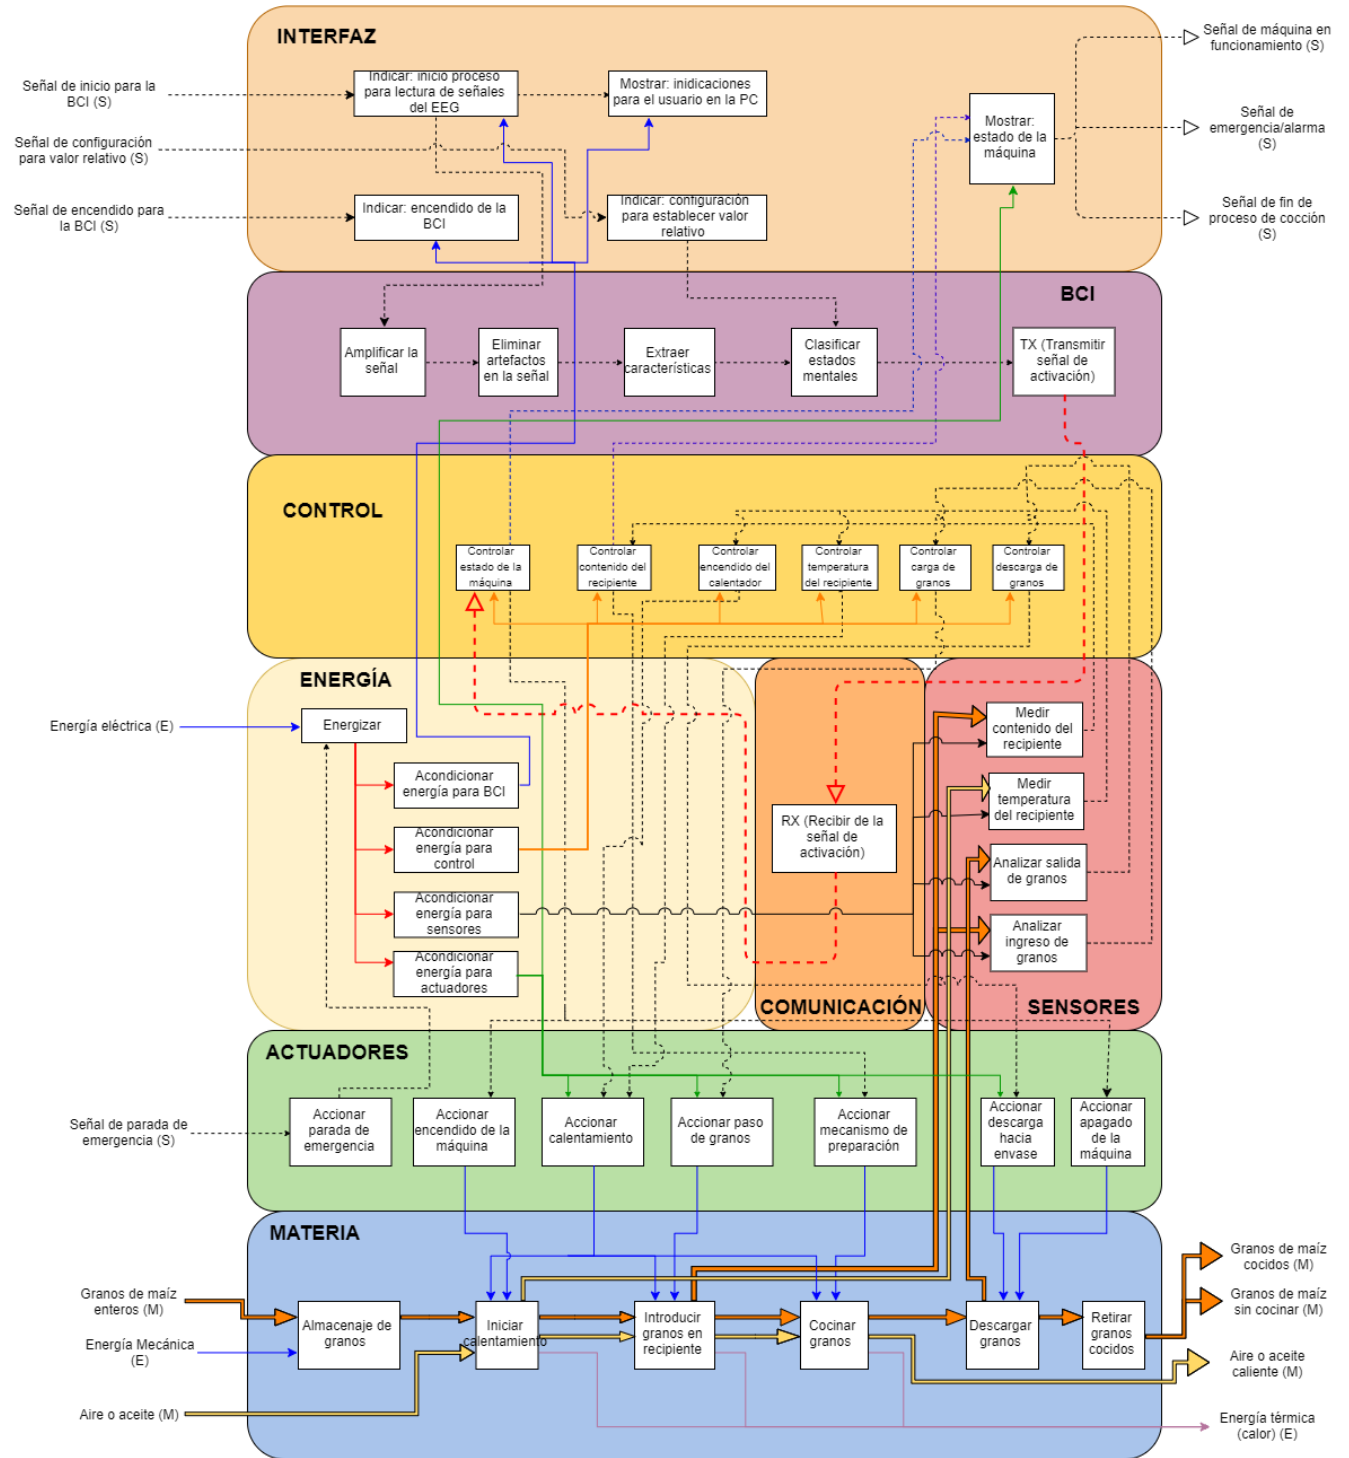 INTERFAZ
Señal de máquina en
funcionamiento (S)
Señal de inicio para la
BCI (S)
Indicar: inicio proceso
para lectura de señales
del EEG
Mostrar: inidicaciones
para el usuario en la PC
Mostrar:
estado de la
máquina
Señal de
emergencia/alarma
(S)
Señal de configuración
para valor relativo (S)
Señal de encendido para
la BCI (S)
Indicar: encendido de la
BCI
Indicar: configuración
para establecer valor
relativo
Señal de fin de
proceso de cocción
(S)
BCI
Amplificar la
señal
Eliminar
artefactos
en la señal
Extraer
características
Clasificar
estados
mentales
TX (Transmitir
señal de
activación)
CONTROL
Controlar
estado de la
máquina
Controlar
contenido del
recipiente
Controlar
encendido del
calentador
Controlar
temperatura
del recipiente
Controlar
carga de
granos
Controlar
descarga de
granos
ENERGÍA
Energía eléctrica (E)
Energizar
Acondicionar
energía para BCI
Acondicionar
energía para
control
Acondicionar
energía para
sensores
Acondicionar
energía para
actuadores
RX (Recibir de la
señal de
activación)
COMUNICACIÓN
Medir
contenido del
recipiente
Medir
temperatura
del recipiente
Analizar salida
de granos
Analizar
ingreso de
granos
SENSORES
ACTUADORES
Señal de parada de
emergencia (S)
Accionar
parada de
emergencia
Accionar
encendido de la
máquina
Accionar
calentamiento
Accionar paso
de granos
Accionar
mecanismo de
preparación
Accionar
descarga
hacia
envase
Accionar
apagado
de la
máquina
MATERIA
Granos de maíz
enteros (M)
Energía Mecánica
(E)
Aire o aceite (M)
Almacenaje de
granos
Iniciar
calentamiento
Introducir
granos en
recipiente
Cocinar
granos
Descargar
granos
Retirar
granos
cocidos
Granos de maíz
cocidos (M)
Granos de maíz
sin cocinar (M)
Aire o aceite
caliente (M)
Energía térmica
(calor) (E)